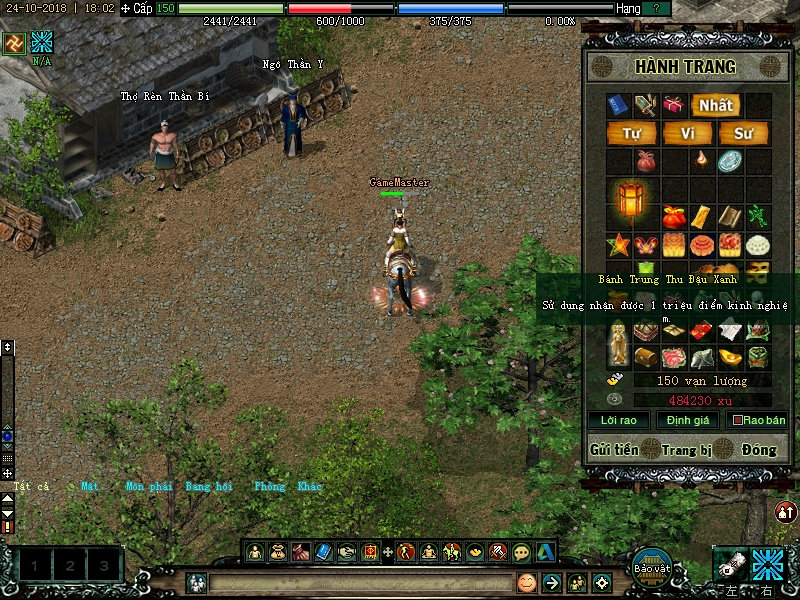 24-10-2018 | 18:02 Cấp 150 Hạng ?
2441/2441 600/1000 375/375 0.00%
N/A
Ngô Thần Y
Thợ Rèn Thần Bí
GameMaster
HÀNH TRANG
Nhất
Tự Vi Sư
Bánh Trung Thu Đậu Xanh
Sử dụng nhận được 1 triệu điểm kinh nghiệ
m.
150 vạn lượng
484230 xu
Lời rao Định giá Rao bán
Gửi tiền Trang bị Đóng
Tất cả Mật Môn phái Bang hội Phòng Khác
1 2 3
Bảo vật
左 右